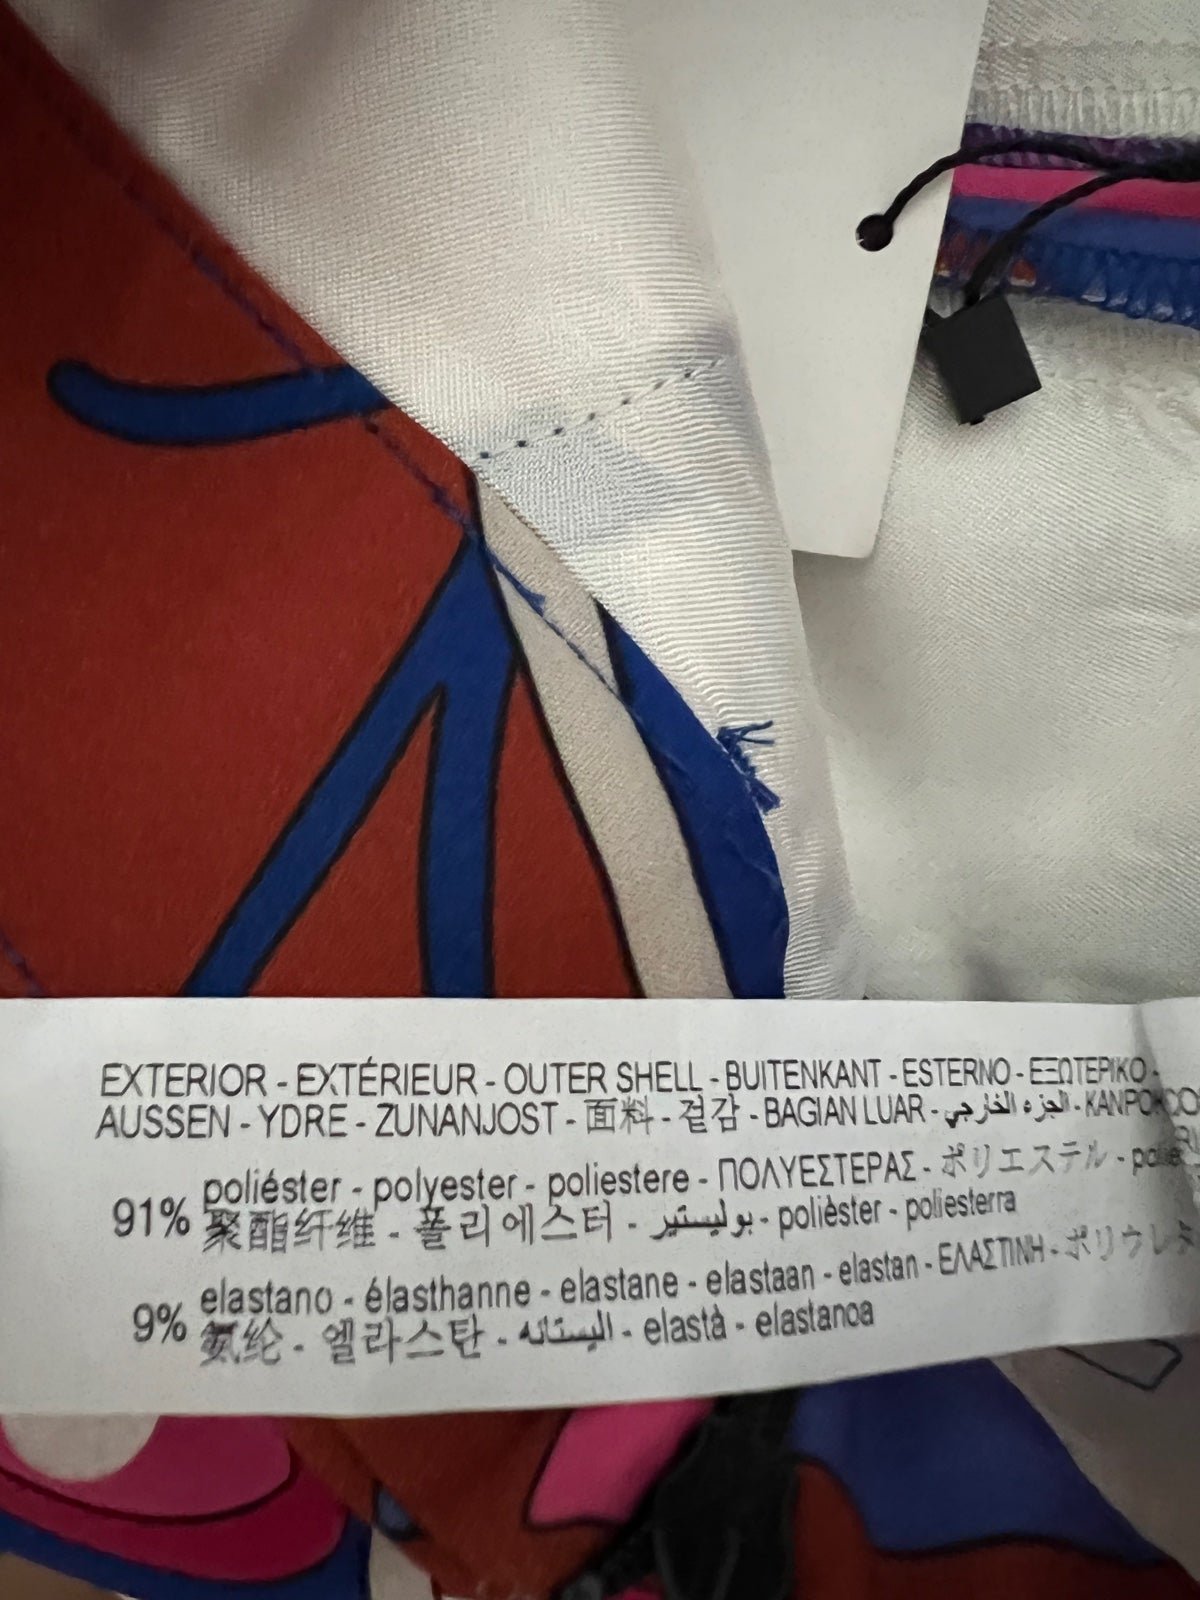 EXTERIOR - EXTÉRIEUR - OUTER SHELL - BUITENKANT - ESTERNO - ΕΞΩΤΕΡΙΚΟ -
AUSSEN - YDRE - ZUNANJOST - 面料 - 겉감 - BAGIAN LUAR - الجزء الخارجي -
91% poliéster - polyester - poliestere - ΠΟΛΥΕΣΤΕΡΑΣ - ポリエステル -
聚酯纤维 - 폴리에스터 - بوليستير - polièster - poliesterra
9% elastano - élasthanne - elastane - elastaan - elastan - ΕΛΑΣΤΙΝΗ -
氨纶 - 엘라스탄 - اليستانه - elastà - elastanoa